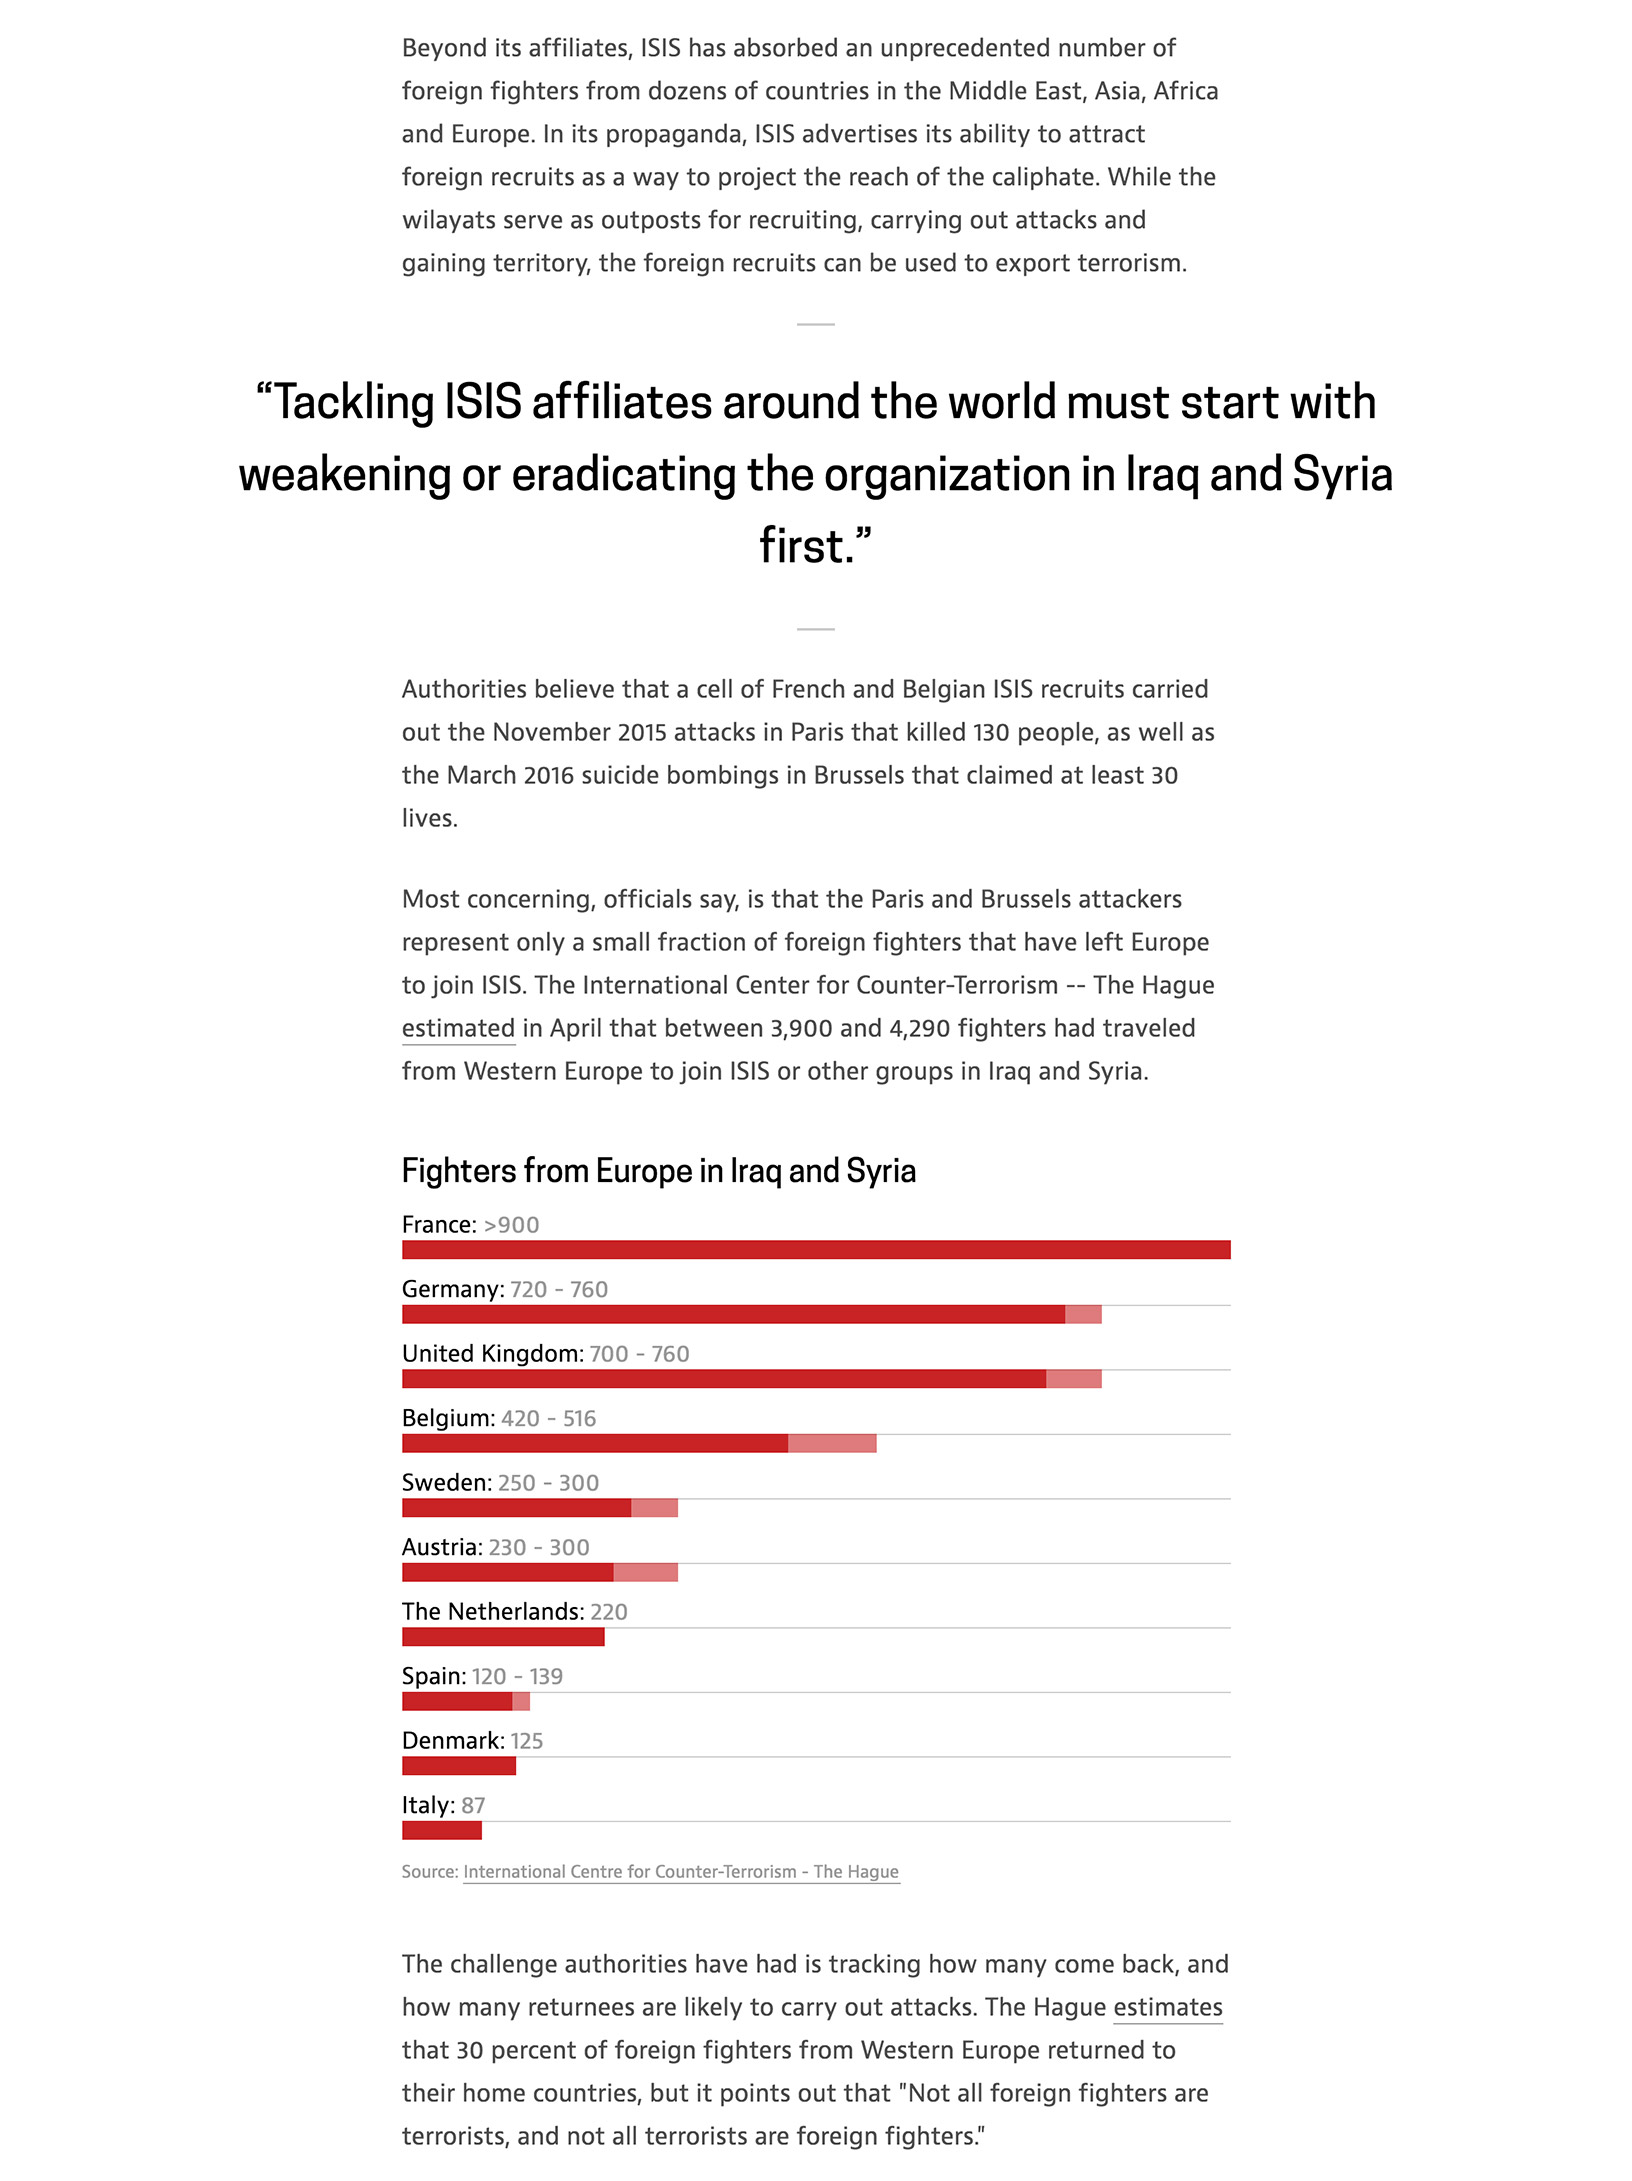 Beyond its affiliates, ISIS has absorbed an unprecedented number of
foreign fighters from dozens of countries in the Middle East, Asia, Africa
and Europe. In its propaganda, ISIS advertises its ability to attract
foreign recruits as a way to project the reach of the caliphate. While the
wilayats serve as outposts for recruiting, carrying out attacks and
gaining territory, the foreign recruits can be used to export terrorism.
“Tackling ISIS affiliates around the world must start with
weakening or eradicating the organization in Iraq and Syria
first.”
Authorities believe that a cell of French and Belgian ISIS recruits carried
out the November 2015 attacks in Paris that killed 130 people, as well as
the March 2016 suicide bombings in Brussels that claimed at least 30
lives.
Most concerning, officials say, is that the Paris and Brussels attackers
represent only a small fraction of foreign fighters that have left Europe
to join ISIS. The International Center for Counter-Terrorism -- The Hague
estimated in April that between 3,900 and 4,290 fighters had traveled
from Western Europe to join ISIS or other groups in Iraq and Syria.
Fighters from Europe in Iraq and Syria
France: >900
Germany: 720 - 760
United Kingdom: 700 - 760
Belgium: 420 - 516
Sweden: 250 - 300
Austria: 230 - 300
The Netherlands: 220
Spain: 120 - 139
Denmark: 125
Italy: 87
Source: International Centre for Counter-Terrorism - The Hague
The challenge authorities have had is tracking how many come back, and
how many returnees are likely to carry out attacks. The Hague estimates
that 30 percent of foreign fighters from Western Europe returned to
their home countries, but it points out that "Not all foreign fighters are
terrorists, and not all terrorists are foreign fighters."